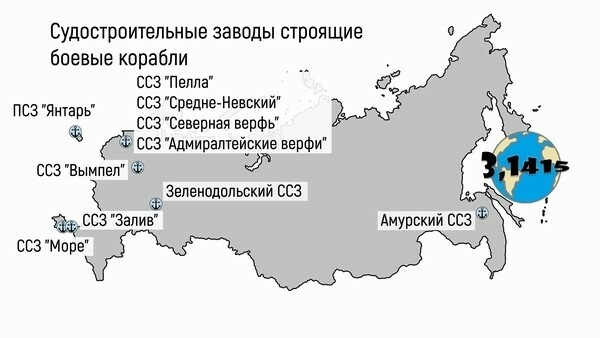 Судостроительные заводы строящие
боевые корабли
ССЗ "Пелла"
ССЗ "Средне-Невский"
ССЗ "Северная верфь"
ССЗ "Адмиралтейские верфи"
ПСЗ "Янтарь"
ССЗ "Вымпел"
Зеленодольский ССЗ
ССЗ "Залив"
ССЗ "Море"
Амурский ССЗ
3,1415